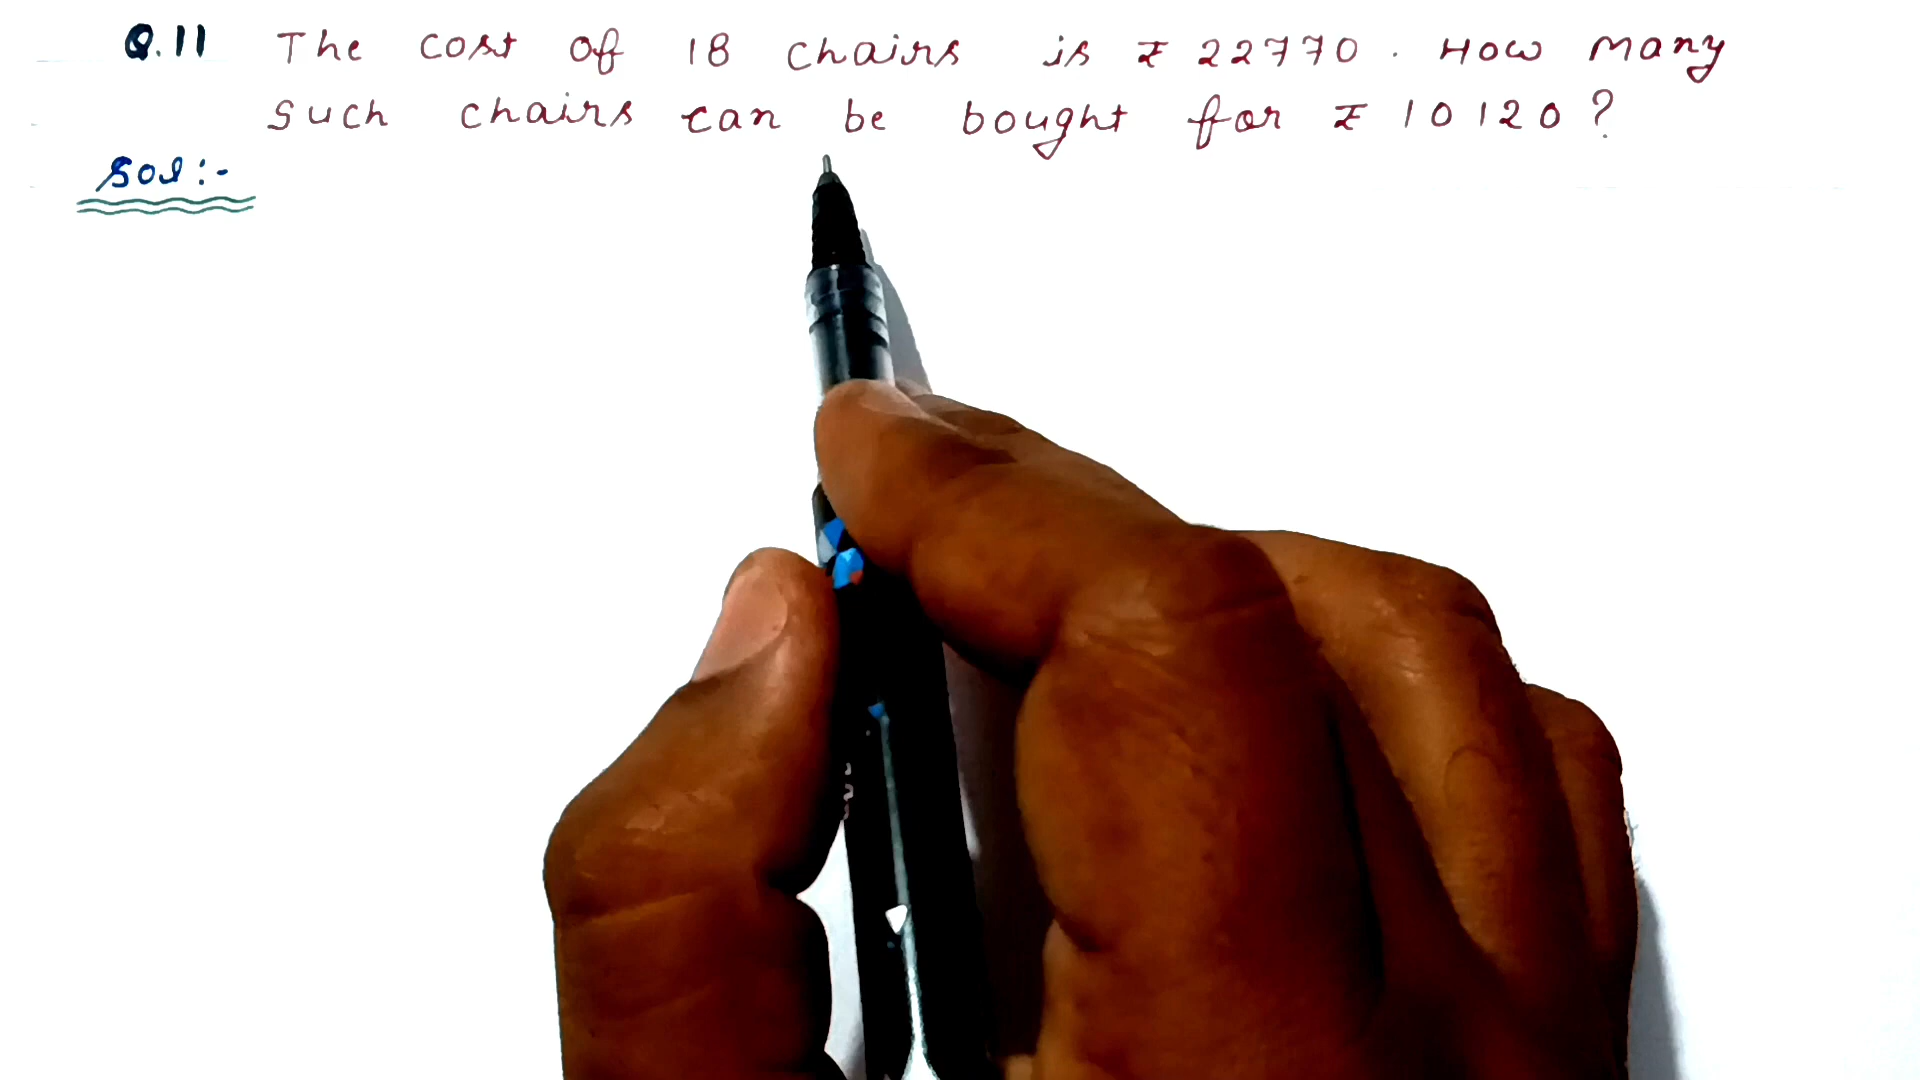 Q.11 The cost of 18 chairs is ₹ 22770. How many
such chairs can be bought for ₹ 10120?
Sol:-